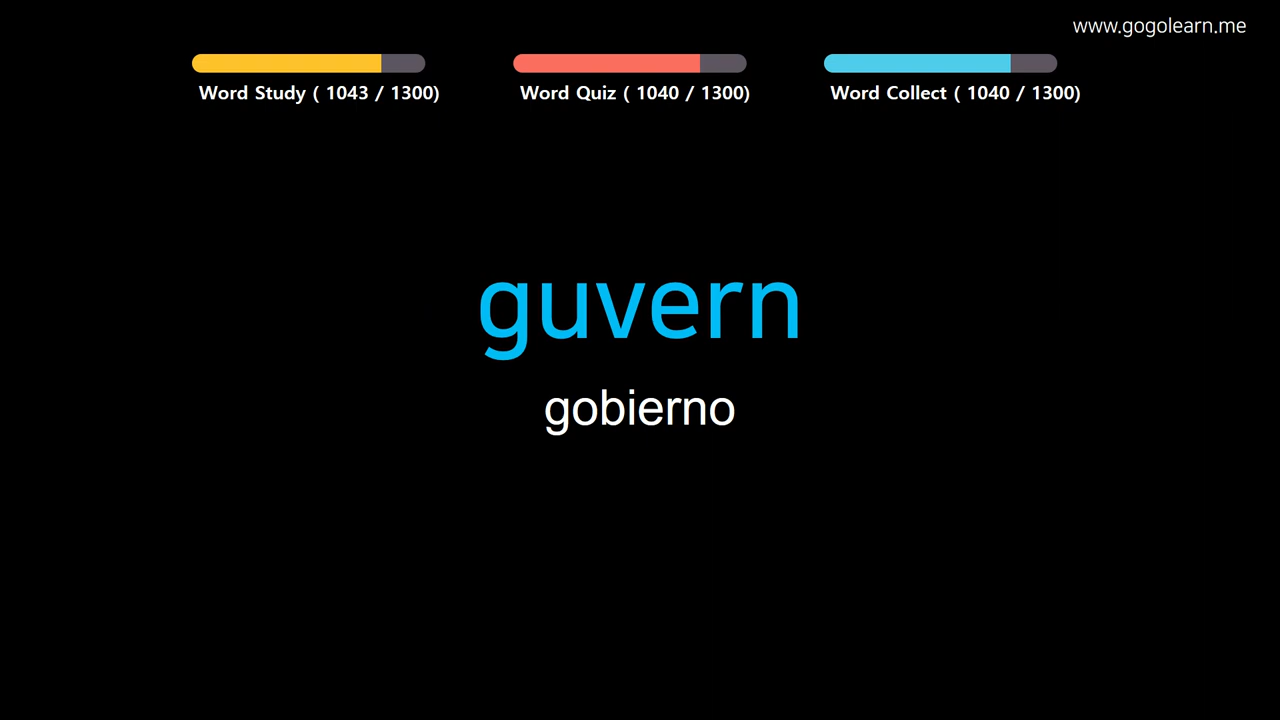 www.gogolearn.me
Word Study ( 1043 / 1300)
Word Quiz ( 1040 / 1300)
Word Collect ( 1040 / 1300)
guvern
gobierno